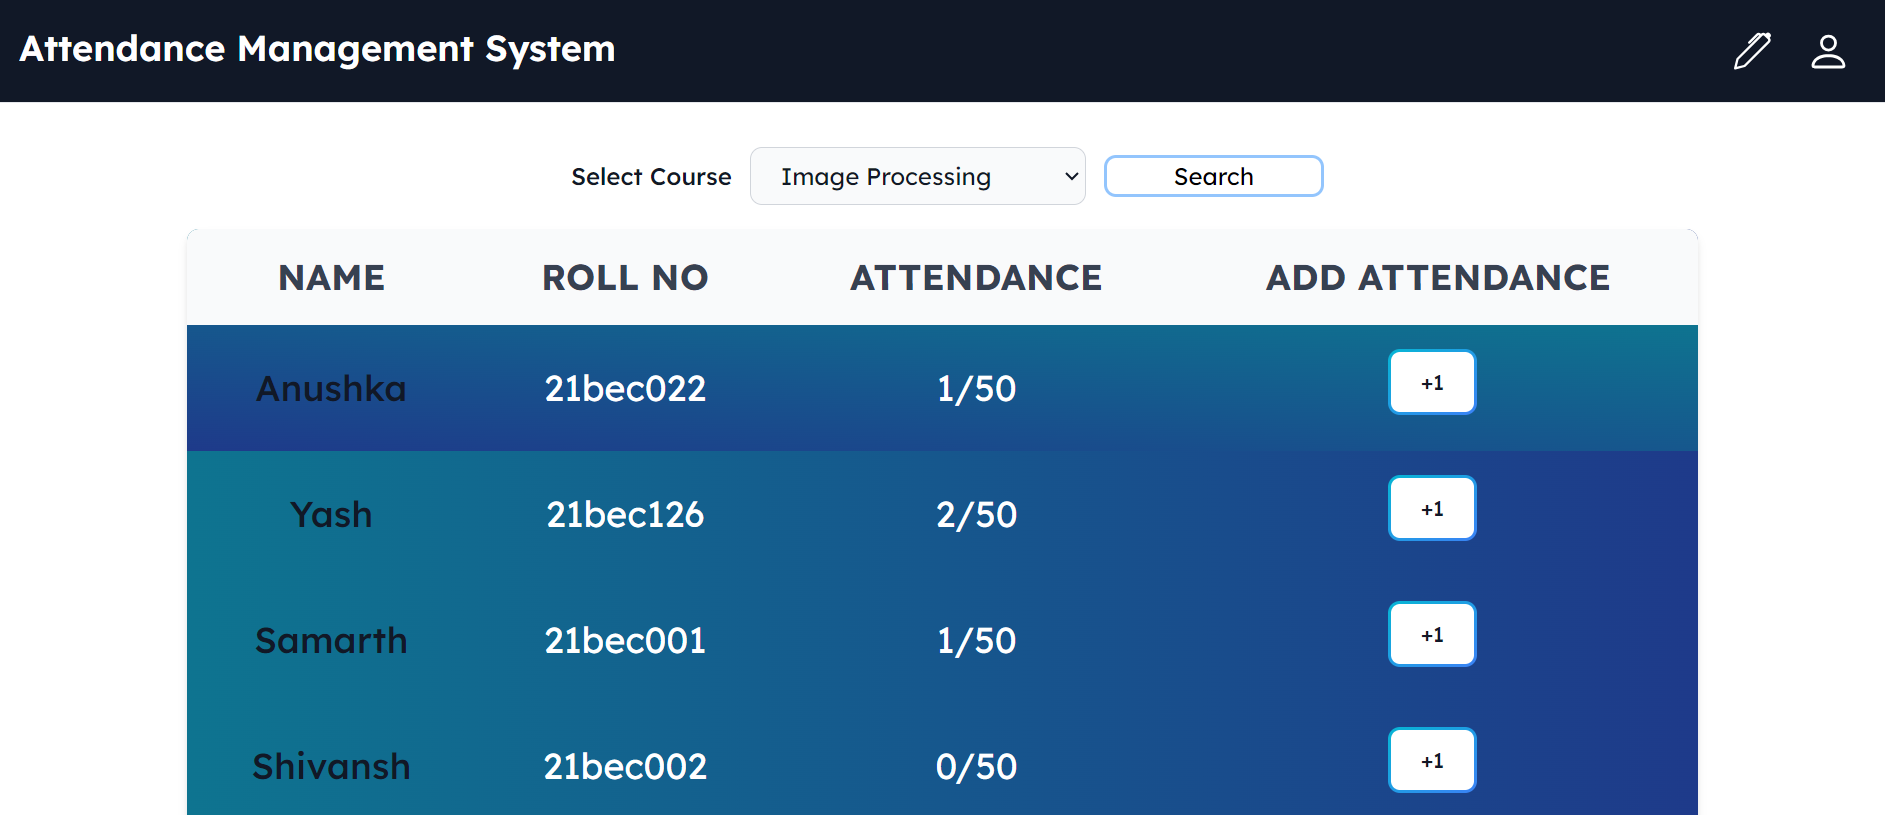 Attendance Management System
Select Course Image Processing Search
NAME ROLL NO ATTENDANCE ADD ATTENDANCE
Anushka 21bec022 1/50 +1
Yash 21bec126 2/50 +1
Samarth 21bec001 1/50 +1
Shivansh 21bec002 0/50 +1